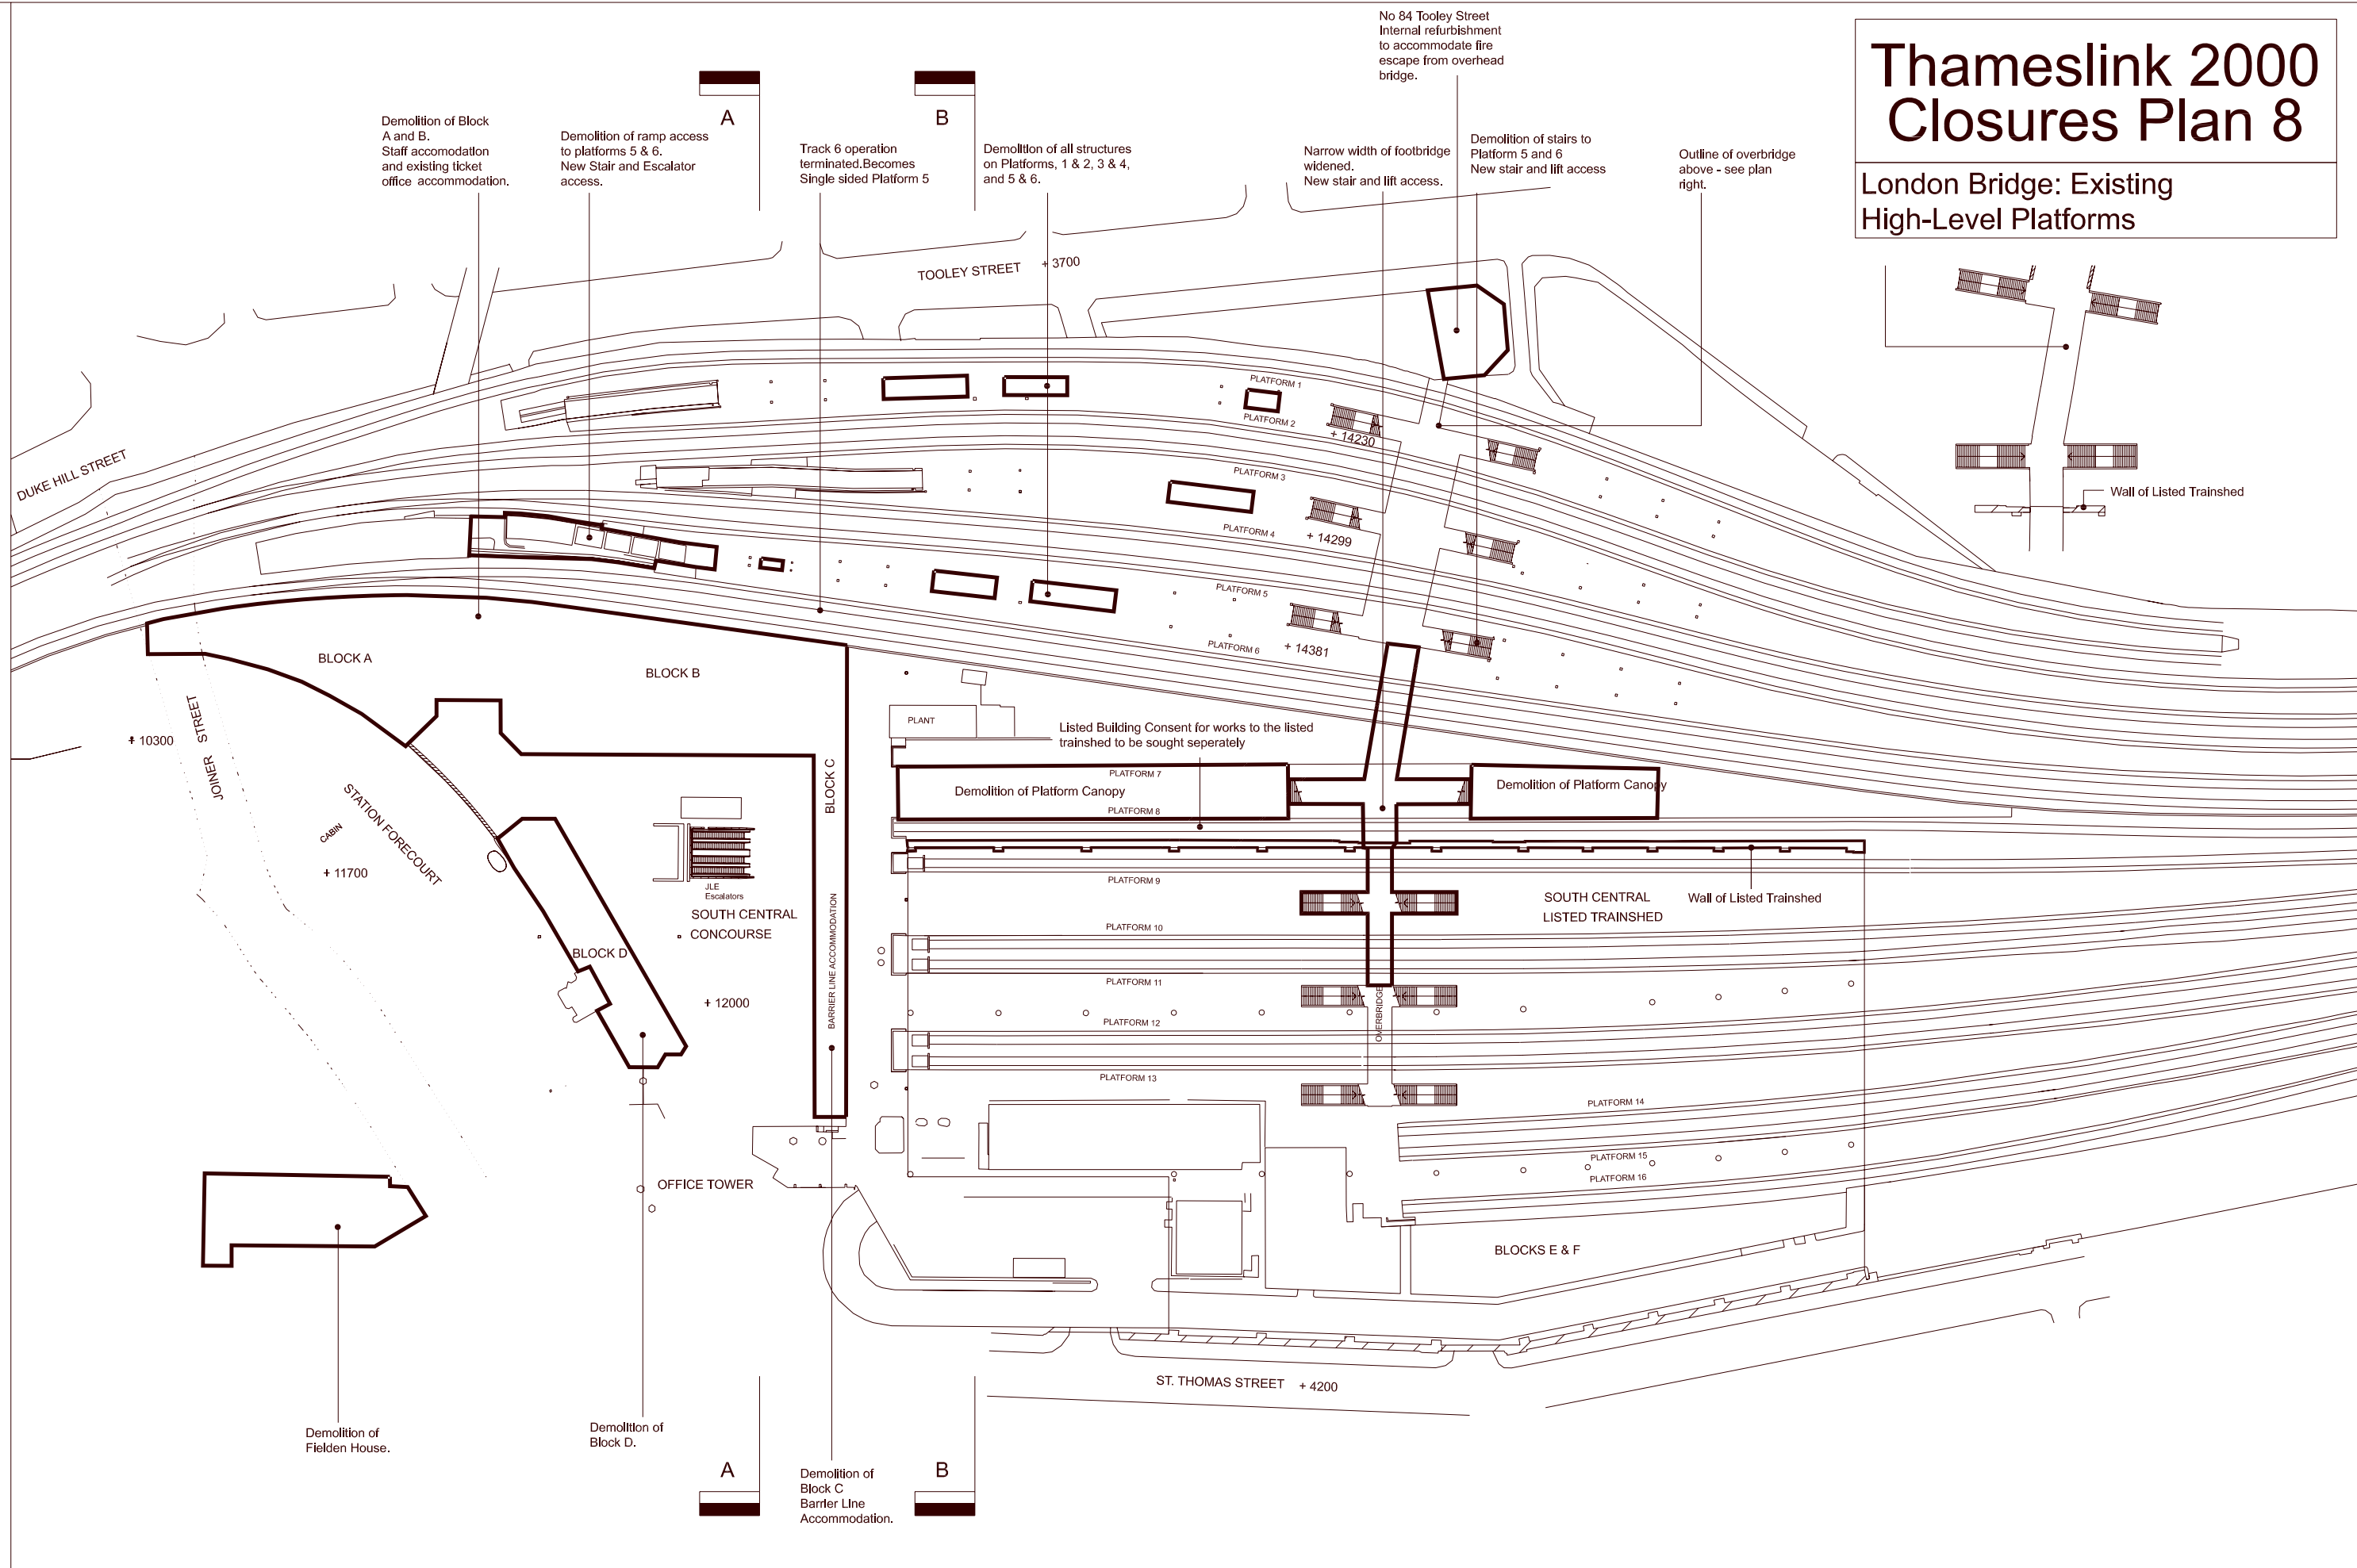 Thameslink 2000
Closures Plan 8
London Bridge: Existing
High-Level Platforms
No 84 Tooley Street
Internal refurbishment
to accommodate fire
escape from overhead
bridge.
A
B
Demolition of Block
A and B.
Staff accomodation
and existing ticket
office accommodation.
Demolition of ramp access
to platforms 5 & 6.
New Stair and Escalator
access.
Track 6 operation
terminated.Becomes
Single sided Platform 5
Demolition of all structures
on Platforms, 1 & 2, 3 & 4,
and 5 & 6.
Narrow width of footbridge
widened.
New stair and lift access.
Demolition of stairs to
Platform 5 and 6
New stair and lift access
Outline of overbridge
above - see plan
right.
TOOLEY STREET + 3700
DUKE HILL STREET
PLATFORM 1
PLATFORM 2
+ 14230
PLATFORM 3
PLATFORM 4
+ 14299
PLATFORM 5
PLATFORM 6
+ 14381
Wall of Listed Trainshed
BLOCK A
BLOCK B
JOINER STREET
+ 10300
PLANT
Listed Building Consent for works to the listed
trainshed to be sought seperately
BLOCK C
PLATFORM 7
Demolition of Platform Canopy
Demolition of Platform Canopy
PLATFORM 8
STATION FORECOURT
CABIN
+ 11700
JLE
Escalators
SOUTH CENTRAL
CONCOURSE
BARRIER LINE ACCOMMODATION
PLATFORM 9
SOUTH CENTRAL
LISTED TRAINSHED
Wall of Listed Trainshed
PLATFORM 10
BLOCK D
PLATFORM 11
+ 12000
OVERBRIDGE
PLATFORM 12
PLATFORM 13
PLATFORM 14
PLATFORM 15
PLATFORM 16
OFFICE TOWER
BLOCKS E & F
ST. THOMAS STREET + 4200
Demolition of
Fielden House.
Demolition of
Block D.
A
Demolition of
Block C
Barrier Line
Accommodation.
B